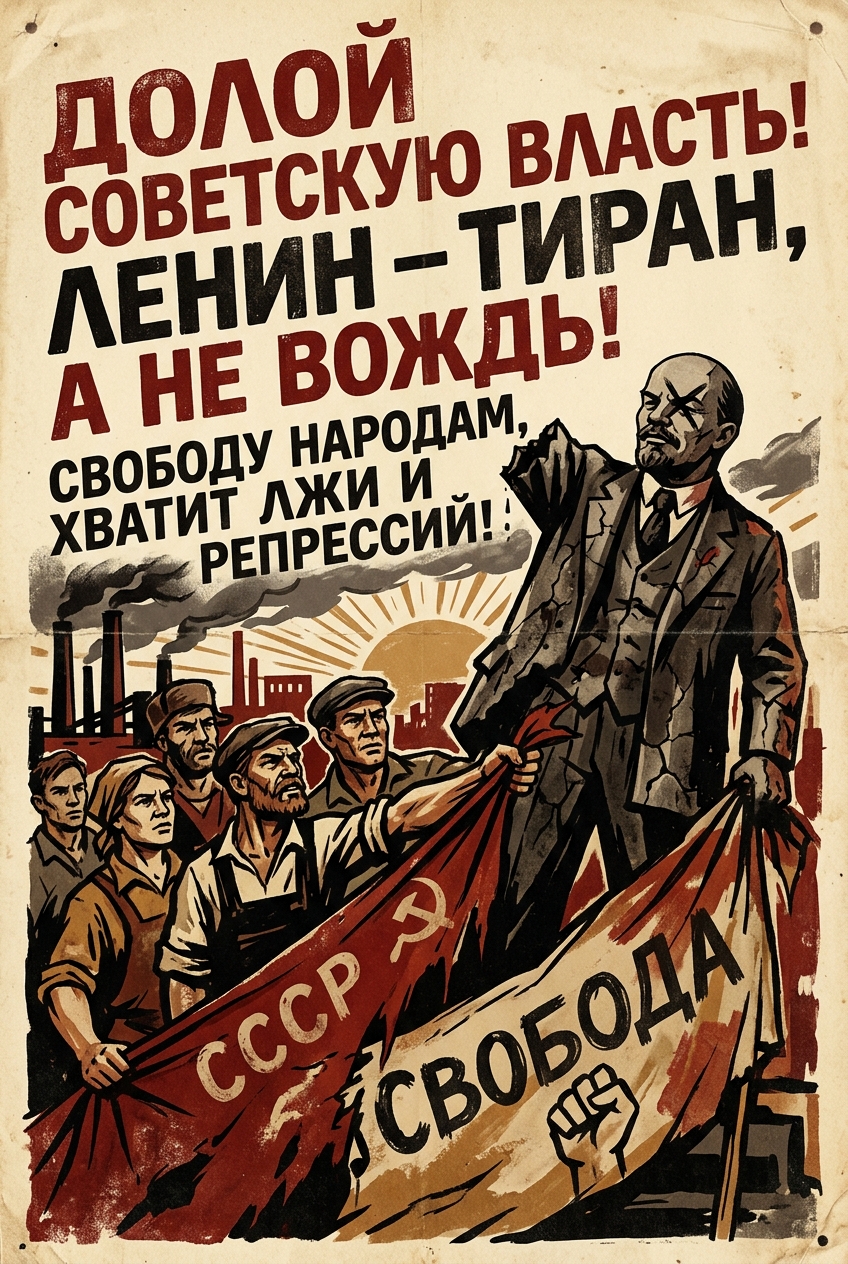 ДОЛОЙ
СОВЕТСКУЮ ВЛАСТЬ!
ЛЕНИН – ТИРАН,
А НЕ ВОЖДЬ!
СВОБОДУ НАРОДАМ,
ХВАТИТ ЛЖИ И
РЕПРЕССИЙ!
СССР
СВОБОДА